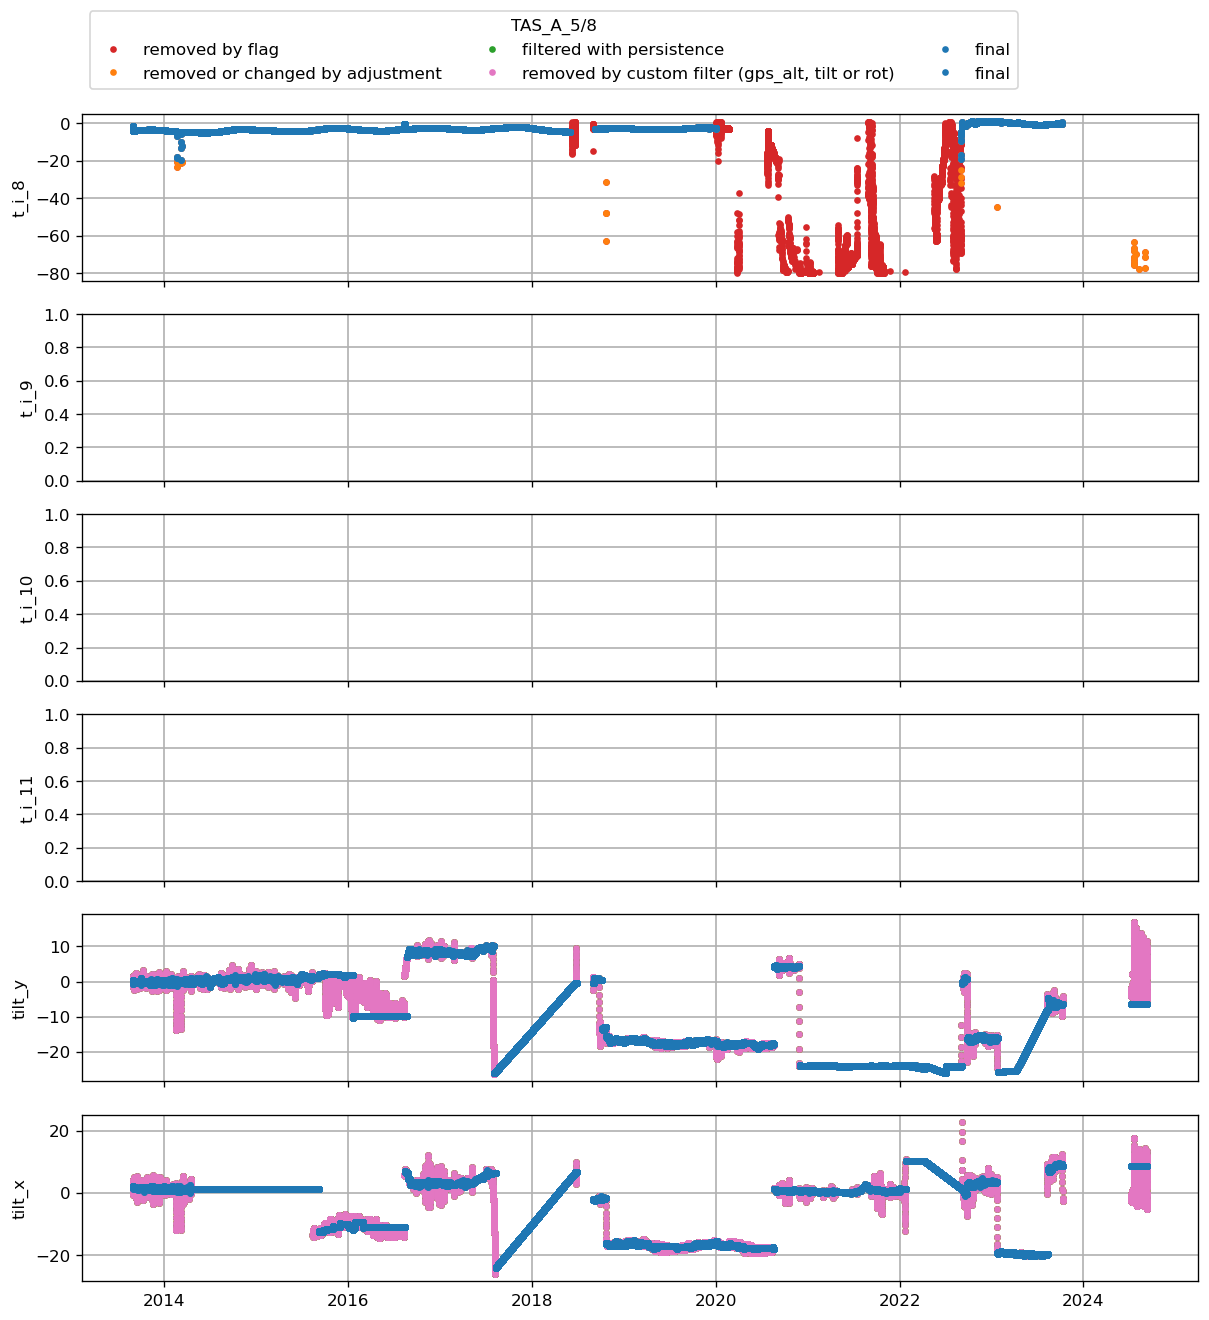 TAS_A_5/8
removed by flag
filtered with persistence
final
removed or changed by adjustment
removed by custom filter (gps_alt, tilt or rot)
final
0
−20
−40
−60
−80
t_i_8
1.0
0.8
0.6
0.4
0.2
0.0
t_i_9
1.0
0.8
0.6
0.4
0.2
0.0
t_i_10
1.0
0.8
0.6
0.4
0.2
0.0
t_i_11
10
0
−10
−20
tilt_y
20
0
−20
tilt_x
2014
2016
2018
2020
2022
2024